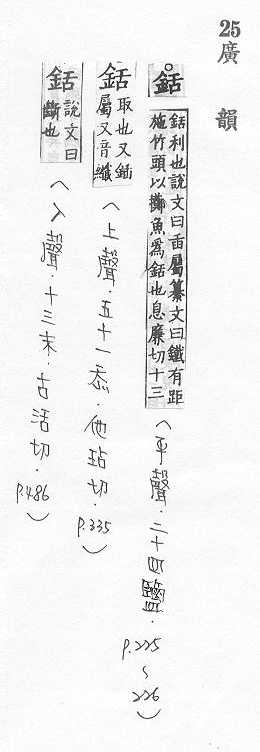 25廣韻
銛
銛利也說文曰臿屬纂文曰鐵有距
施竹頭以擲魚為銛也息廉切十三
(平聲.二十四鹽.P.225~226)
銛
取也又銛
屬又音纖
(上聲.五十一忝.他玷切.P.335)
銛
說文曰
斷也
(入聲.十三末.古活切.P.486)